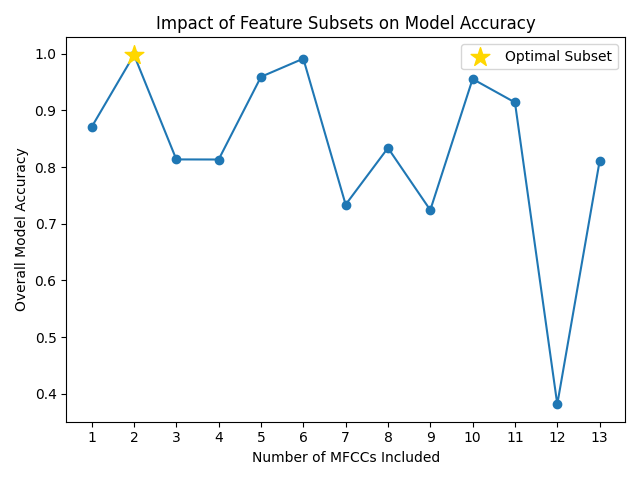 Impact of Feature Subsets on Model Accuracy
Optimal Subset
1.0
0.9
0.8
0.7
0.6
0.5
0.4
Overall Model Accuracy
1 2 3 4 5 6 7 8 9 10 11 12 13
Number of MFCCs Included